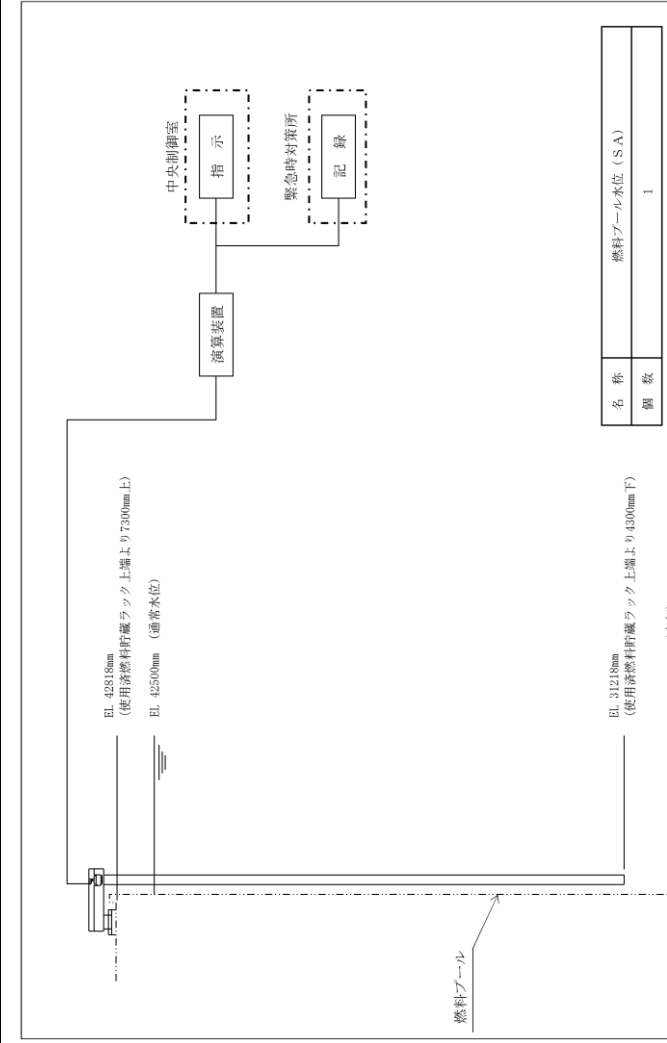 中央制御室
指 示
緊急時対策所
記 録
演算装置
EL 42818mm
(使用済燃料貯蔵ラック上端より7300mm上)
EL 42500mm (通常水位)
EL 31218mm
(使用済燃料貯蔵ラック上端より4300mm下)
燃料プール
名 称 燃料プール水位(SA)
個 数 1